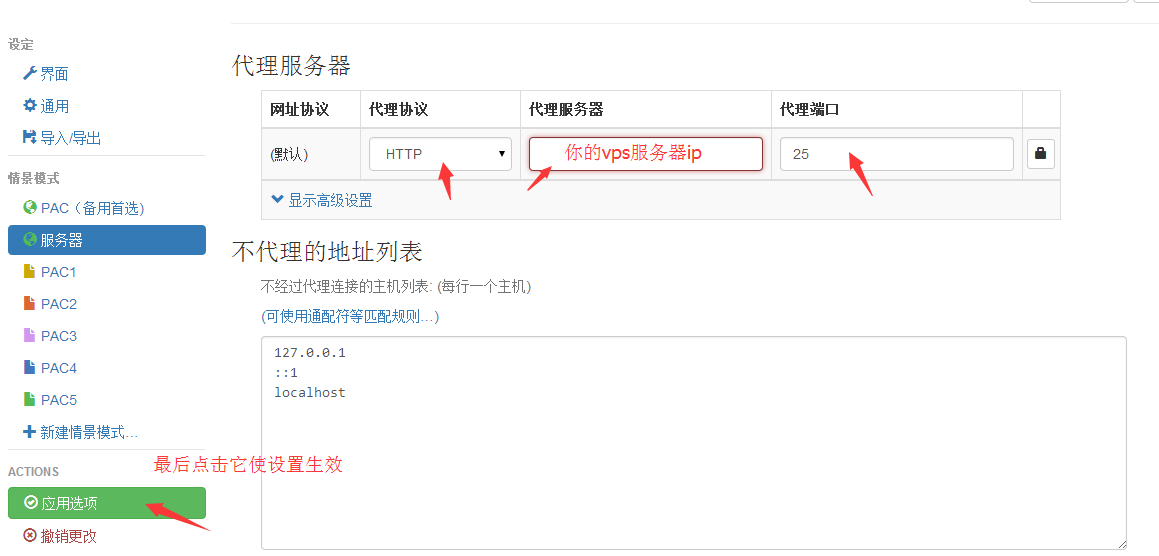 设定
界面
通用
导入/导出
情景模式
PAC（备用首选）
服务器
PAC1
PAC2
PAC3
PAC4
PAC5
新建情景模式…
ACTIONS
最后点击它使设置生效
应用选项
撤销更改
代理服务器
网址协议 代理协议 代理服务器 代理端口
(默认) HTTP 你的vps服务器ip 25
显示高级设置
不代理的地址列表
不经过代理连接的主机列表: (每行一个主机)
(可使用通配符等匹配规则…)
127.0.0.1
::1
localhost